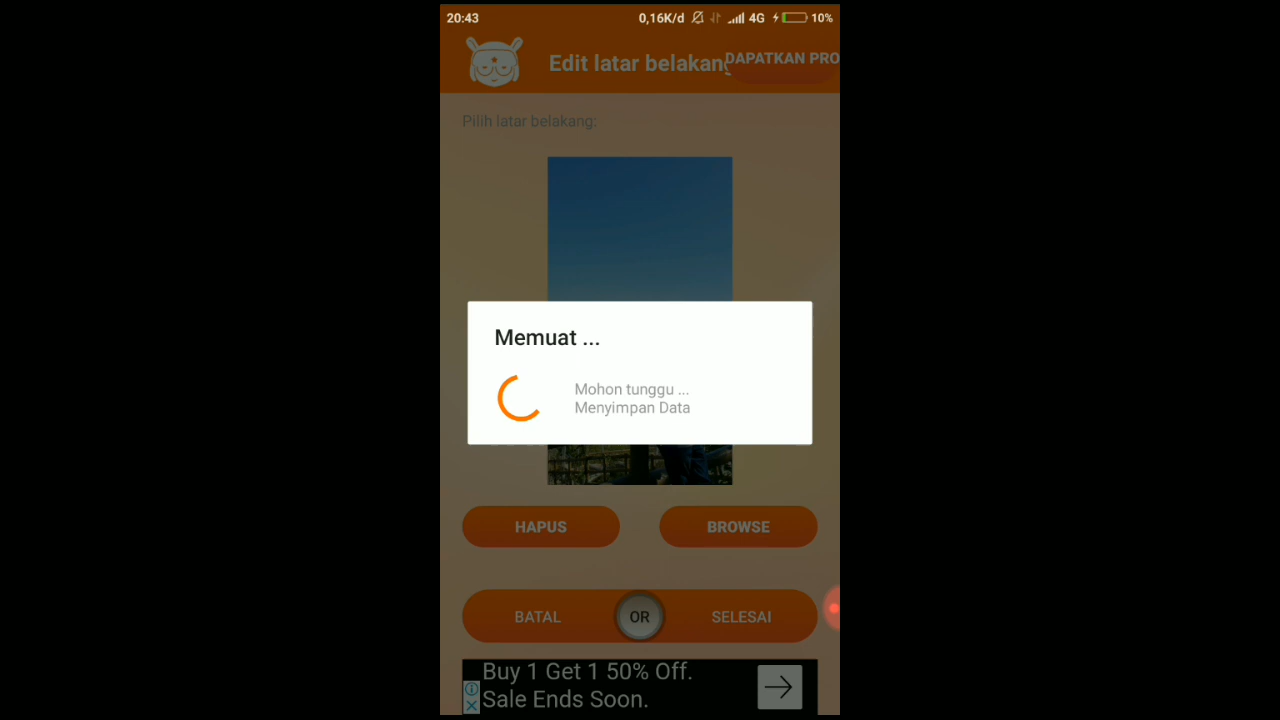 20:43
0,16K/d
4G
10%
Edit latar belakang
DAPATKAN PRO
Pilih latar belakang:
Memuat ...
Mohon tunggu ...
Menyimpan Data
HAPUS
BROWSE
BATAL
OR
SELESAI
Buy 1 Get 1 50% Off.
Sale Ends Soon.